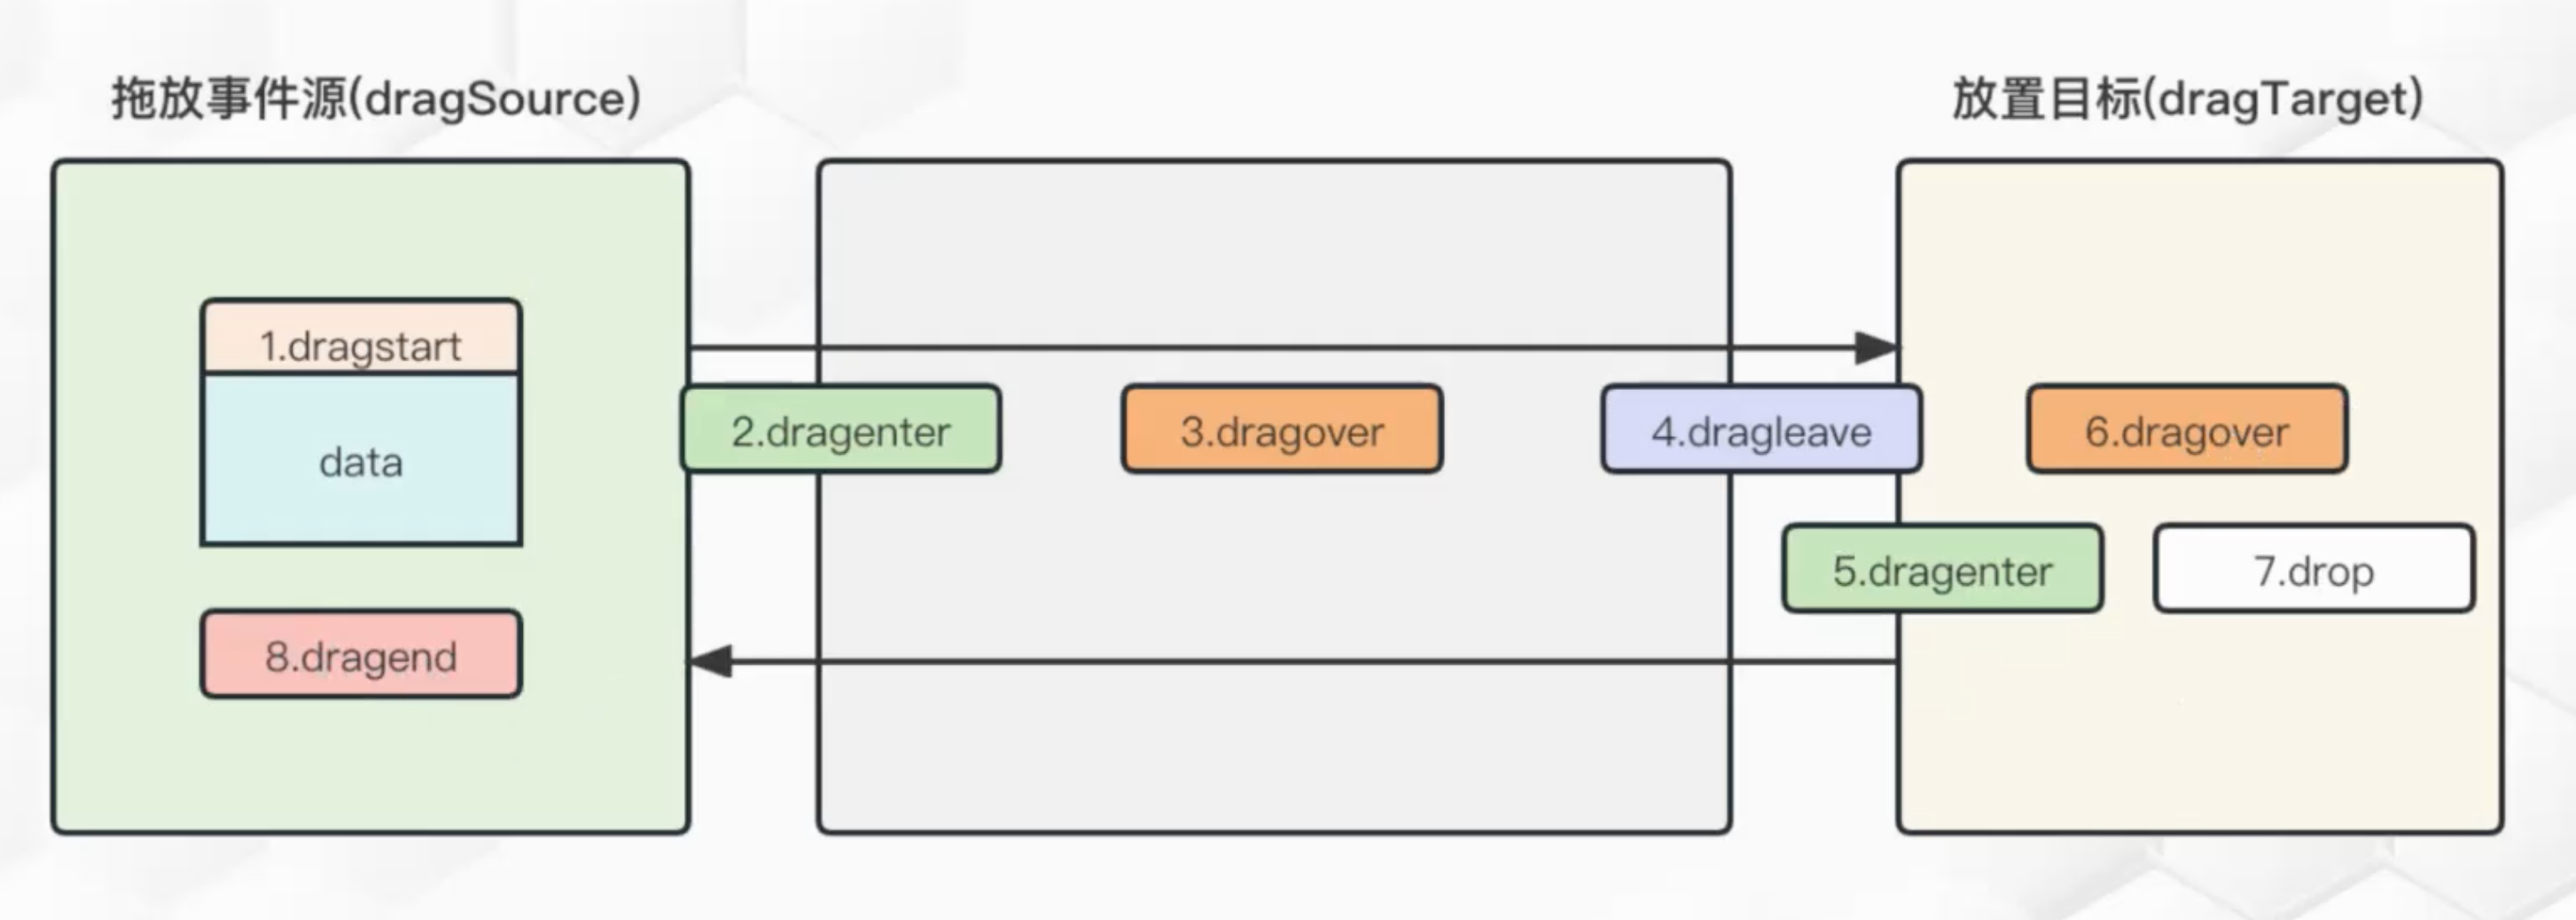 拖放事件源(dragSource)
放置目标(dragTarget)
1.dragstart
data
2.dragenter
3.dragover
4.dragleave
6.dragover
5.dragenter
7.drop
8.dragend